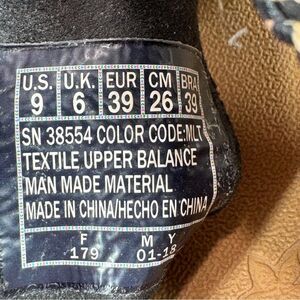 U.S. U.K. EUR CM BRA
9 6 39 26 39
SN 38554 COLOR CODE:MLT
TEXTILE UPPER BALANCE
MAN MADE MATERIAL
MADE IN CHINA/HECHO EN CHINA
F M Y
179 01-18